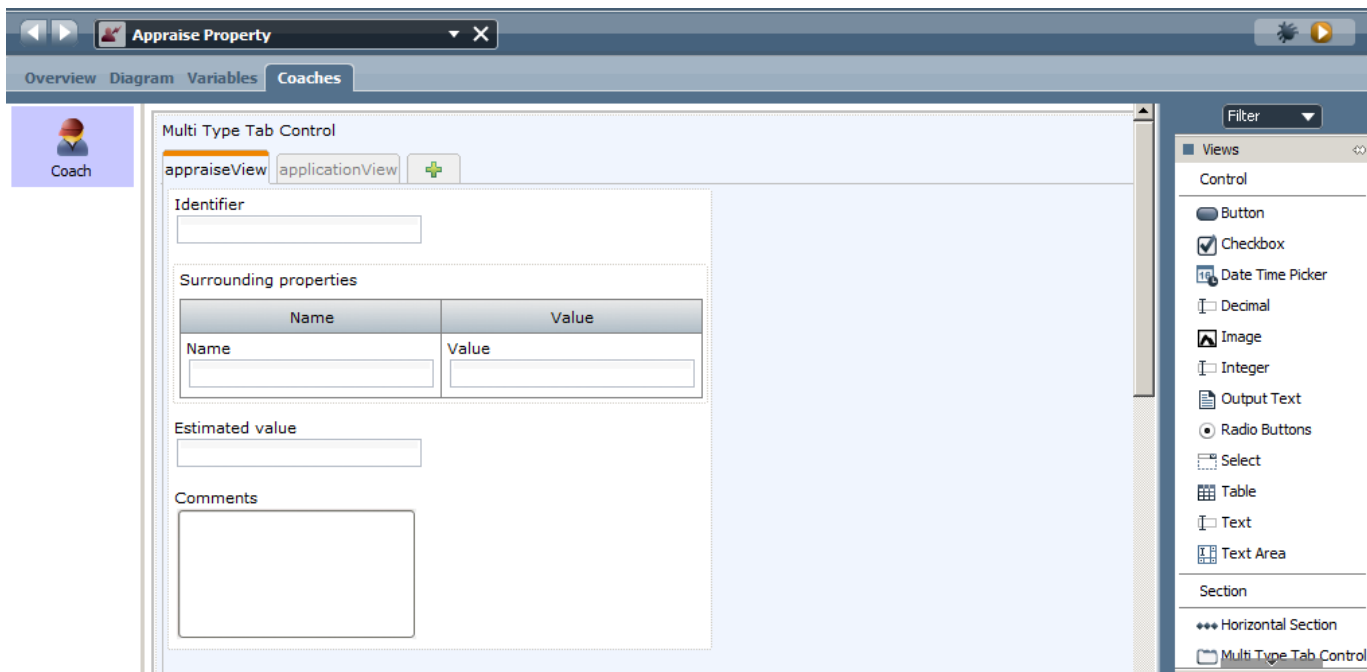 Appraise Property
Overview Diagram Variables Coaches
Coach
Multi Type Tab Control
appraiseView applicationView
Identifier
Surrounding properties
Name Value
Name Value
Estimated value
Comments
Filter
Views
Control
Button
Checkbox
16 Date Time Picker
Decimal
Image
Integer
Output Text
Radio Buttons
Select
Table
Text
Text Area
Section
Horizontal Section
Multi Type Tab Control